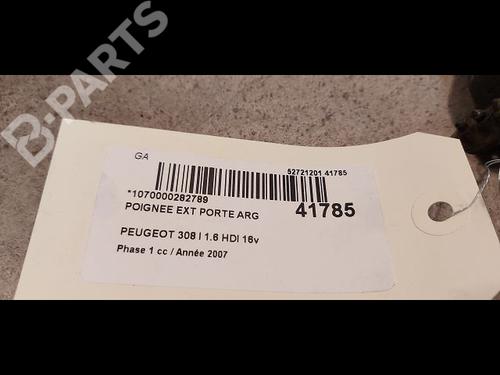 B-PARTS
GA
52721201 41785
*1070000282789
POIGNEE EXT PORTE ARG
41785
PEUGEOT 308 I 1.6 HDI 16v
Phase 1 cc / Année 2007